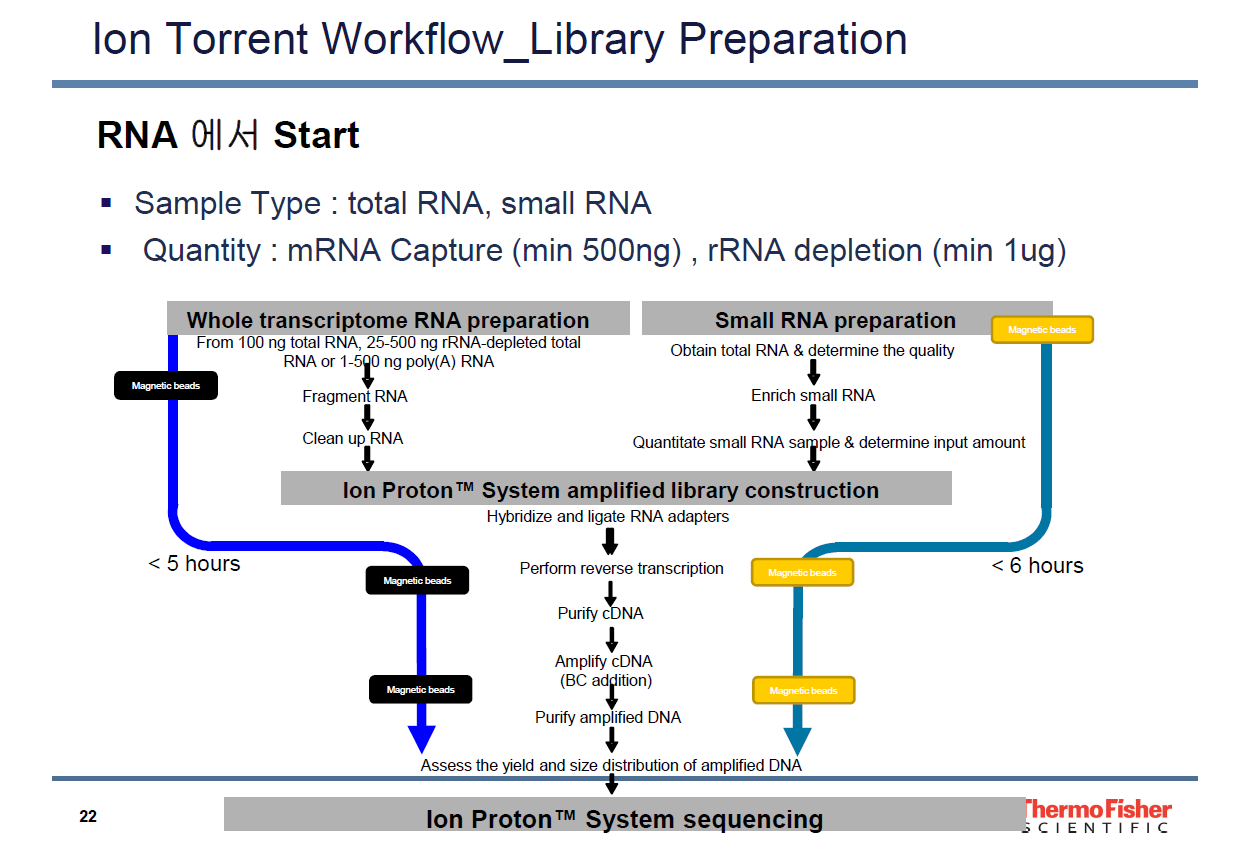 Ion Torrent Workflow_Library Preparation
RNA 에서 Start
▪ Sample Type : total RNA, small RNA
▪ Quantity : mRNA Capture (min 500ng) , rRNA depletion (min 1ug)
Whole transcriptome RNA preparation
From 100 ng total RNA, 25-500 ng rRNA-depleted total
RNA or 1-500 ng poly(A) RNA
Magnetic beads
Fragment RNA
Clean up RNA
Small RNA preparation
Magnetic beads
Obtain total RNA & determine the quality
Enrich small RNA
Quantitate small RNA sample & determine input amount
Ion Proton™ System amplified library construction
Hybridize and ligate RNA adapters
< 5 hours
Perform reverse transcription
< 6 hours
Magnetic beads
Magnetic beads
Purify cDNA
Amplify cDNA
(BC addition)
Magnetic beads
Magnetic beads
Purify amplified DNA
Assess the yield and size distribution of amplified DNA
Ion Proton™ System sequencing
22
ThermoFisher
SCIENTIFIC